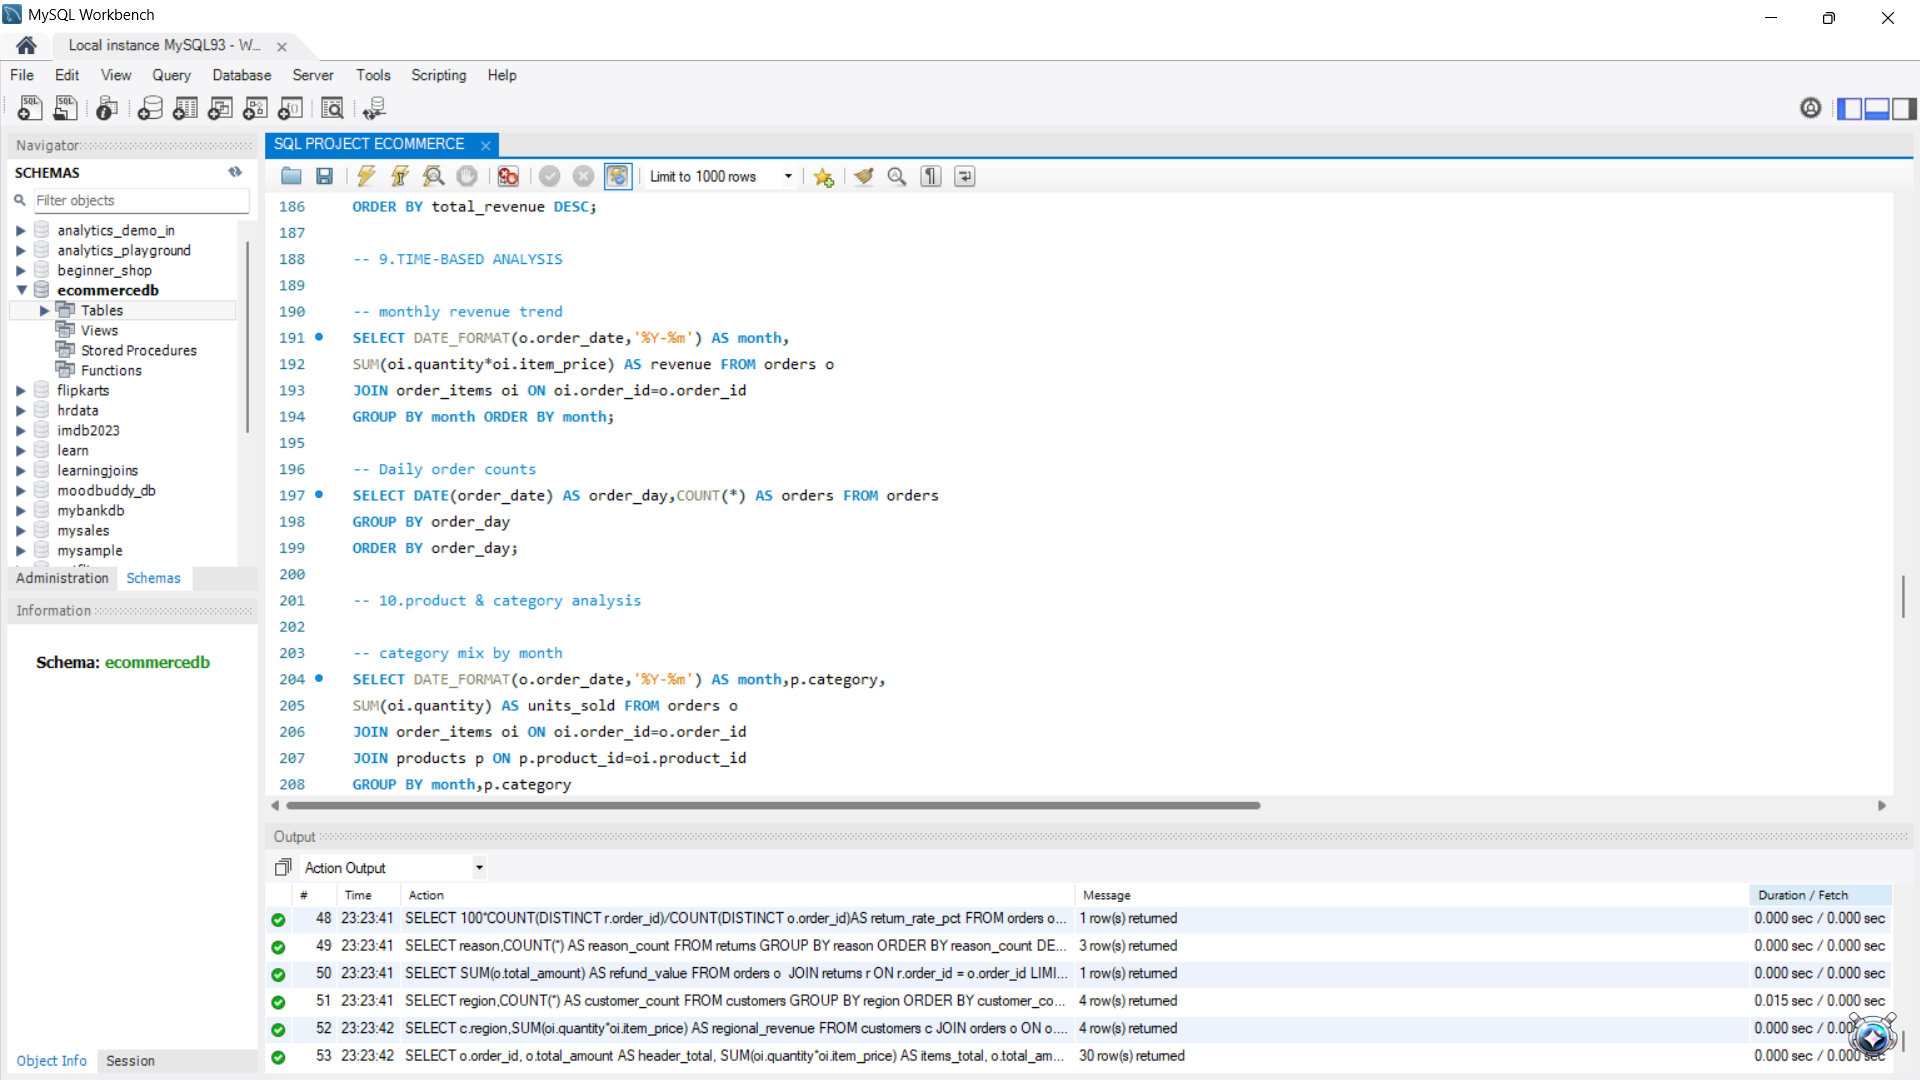 MySQL Workbench
Local instance MySQL93 - W...
File Edit View Query Database Server Tools Scripting Help
Navigator
SCHEMAS
Filter objects
analytics_demo_in
analytics_playground
beginner_shop
ecommercedb
Tables
Views
Stored Procedures
Functions
flipkarts
hrdata
imdb2023
learn
learningjoins
moodbuddy_db
mybankdb
mysales
mysample
Administration Schemas
Information
Schema: ecommercedb
Object Info Session
SQL PROJECT ECOMMERCE
Limit to 1000 rows
186 ORDER BY total_revenue DESC;
187
188 -- 9.TIME-BASED ANALYSIS
189
190 -- monthly revenue trend
191 SELECT DATE_FORMAT(o.order_date,'%Y-%m') AS month,
192 SUM(oi.quantity*oi.item_price) AS revenue FROM orders o
193 JOIN order_items oi ON oi.order_id=o.order_id
194 GROUP BY month ORDER BY month;
195
196 -- Daily order counts
197 SELECT DATE(order_date) AS order_day,COUNT(*) AS orders FROM orders
198 GROUP BY order_day
199 ORDER BY order_day;
200
201 -- 10.product & category analysis
202
203 -- category mix by month
204 SELECT DATE_FORMAT(o.order_date,'%Y-%m') AS month,p.category,
205 SUM(oi.quantity) AS units_sold FROM orders o
206 JOIN order_items oi ON oi.order_id=o.order_id
207 JOIN products p ON p.product_id=oi.product_id
208 GROUP BY month,p.category
Output
Action Output
# Time Action Message Duration / Fetch
48 23:23:41 SELECT 100*COUNT(DISTINCT r.order_id)/COUNT(DISTINCT o.order_id)AS return_rate_pct FROM orders o... 1 row(s) returned 0.000 sec / 0.000 sec
49 23:23:41 SELECT reason,COUNT(*) AS reason_count FROM returns GROUP BY reason ORDER BY reason_count DE... 3 row(s) returned 0.000 sec / 0.000 sec
50 23:23:41 SELECT SUM(o.total_amount) AS refund_value FROM orders o JOIN returns r ON r.order_id = o.order_id LIMI... 1 row(s) returned 0.000 sec / 0.000 sec
51 23:23:41 SELECT region,COUNT(*) AS customer_count FROM customers GROUP BY region ORDER BY customer_co... 4 row(s) returned 0.015 sec / 0.000 sec
52 23:23:42 SELECT c.region,SUM(oi.quantity*oi.item_price) AS regional_revenue FROM customers c JOIN orders o ON o.... 4 row(s) returned 0.000 sec /
53 23:23:42 SELECT o.order_id, o.total_amount AS header_total, SUM(oi.quantity*oi.item_price) AS items_total, o.total_am... 30 row(s) returned 0.000 sec / 0.000 sec